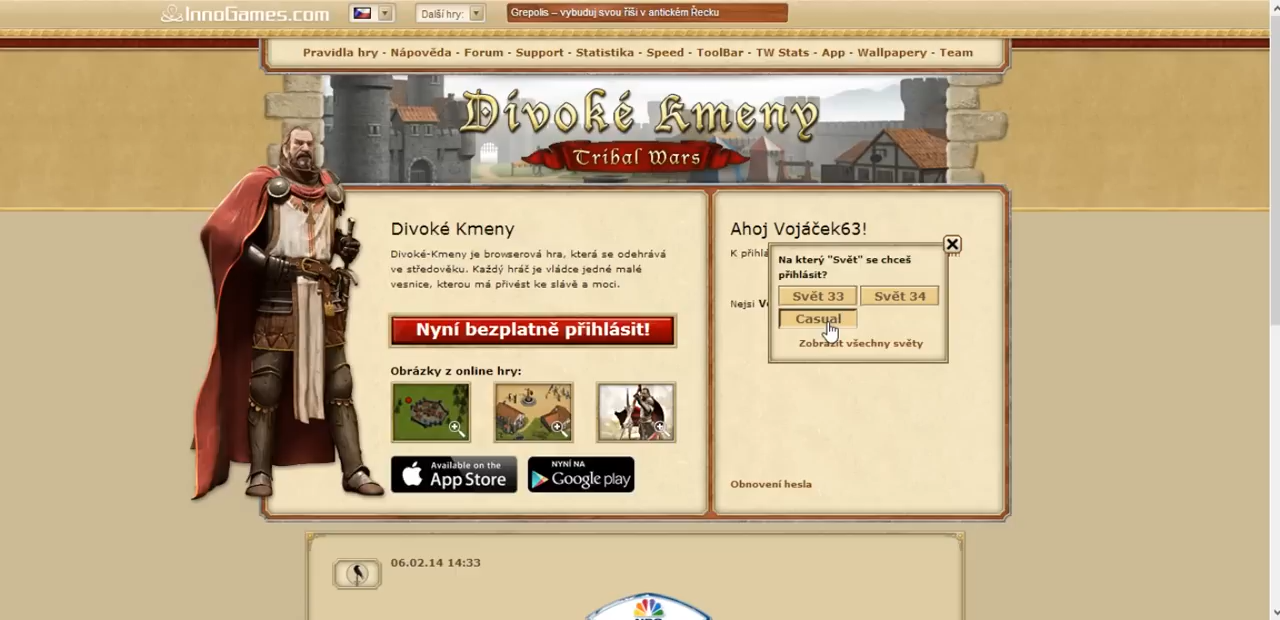 InnoGames.com
Další hry:
Grepolis – vybuduj svou říši v antickém Řecku
Pravidla hry - Nápověda - Forum - Support - Statistika - Speed - ToolBar - TW Stats - App - Wallpapery - Team
Divoké Kmeny
Tribal Wars
Divoké Kmeny
Divoké-Kmeny je browserová hra, která se odehrává
ve středověku. Každý hráč je vládce jedné malé
vesnice, kterou má přivést ke slávě a moci.
Nyní bezplatně přihlásit!
Obrázky z online hry:
Available on the
App Store
NYNÍ NA
Google play
Ahoj Vojáček63!
K
Na který "Svět" se chceš
přihlásit?
Nejsi
Svět 33
Svět 34
Casual
Zobrazit všechny světy
Obnovení hesla
06.02.14 14:33